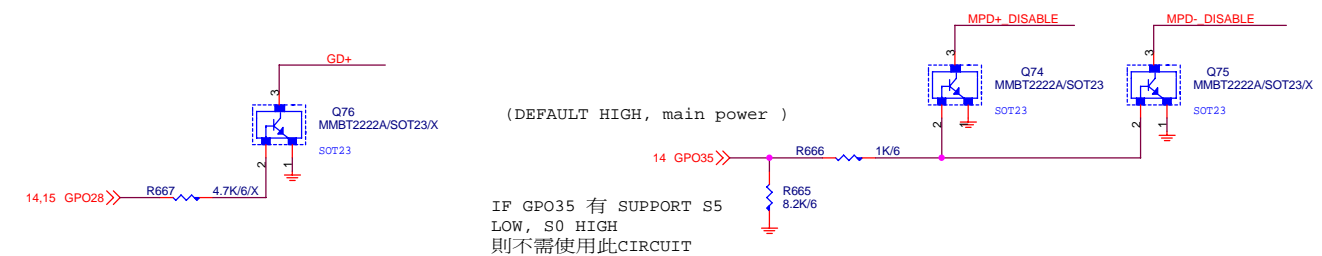 GD+
3
Q76
MMBT2222A/SOT23/X
SOT23
2
1
14,15 GPO28
R667
4.7K/6/X
(DEFAULT HIGH, main power )
MPD+_DISABLE
3
Q74
MMBT2222A/SOT23
SOT23
2
1
MPD-_DISABLE
3
Q75
MMBT2222A/SOT23/X
SOT23
2
1
14 GPO35
R666
1K/6
R665
8.2K/6
IF GPO35 有 SUPPORT S5
LOW, S0 HIGH
則不需使用此CIRCUIT